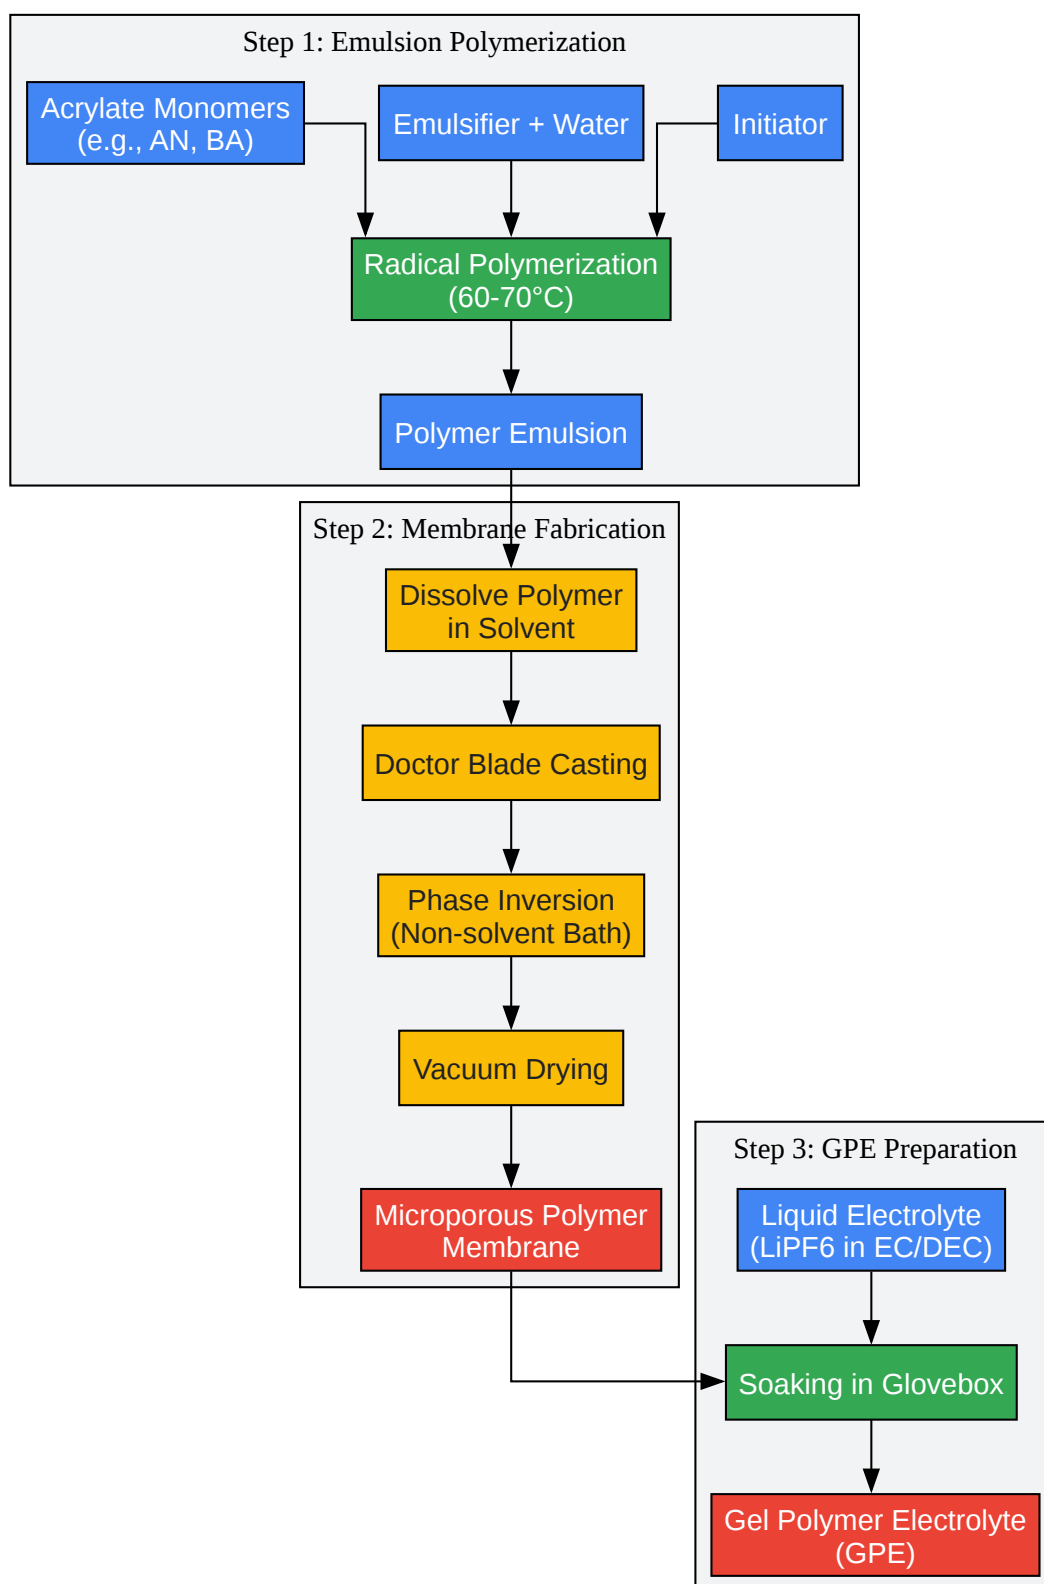 Step 1: Emulsion Polymerization
Acrylate Monomers
(e.g., AN, BA)
Emulsifier + Water
Initiator
Radical Polymerization
(60-70°C)
Polymer Emulsion
Step 2: Membrane Fabrication
Dissolve Polymer
in Solvent
Doctor Blade Casting
Phase Inversion
(Non-solvent Bath)
Vacuum Drying
Microporous Polymer
Membrane
Step 3: GPE Preparation
Liquid Electrolyte
(LiPF6 in EC/DEC)
Soaking in Glovebox
Gel Polymer Electrolyte
(GPE)